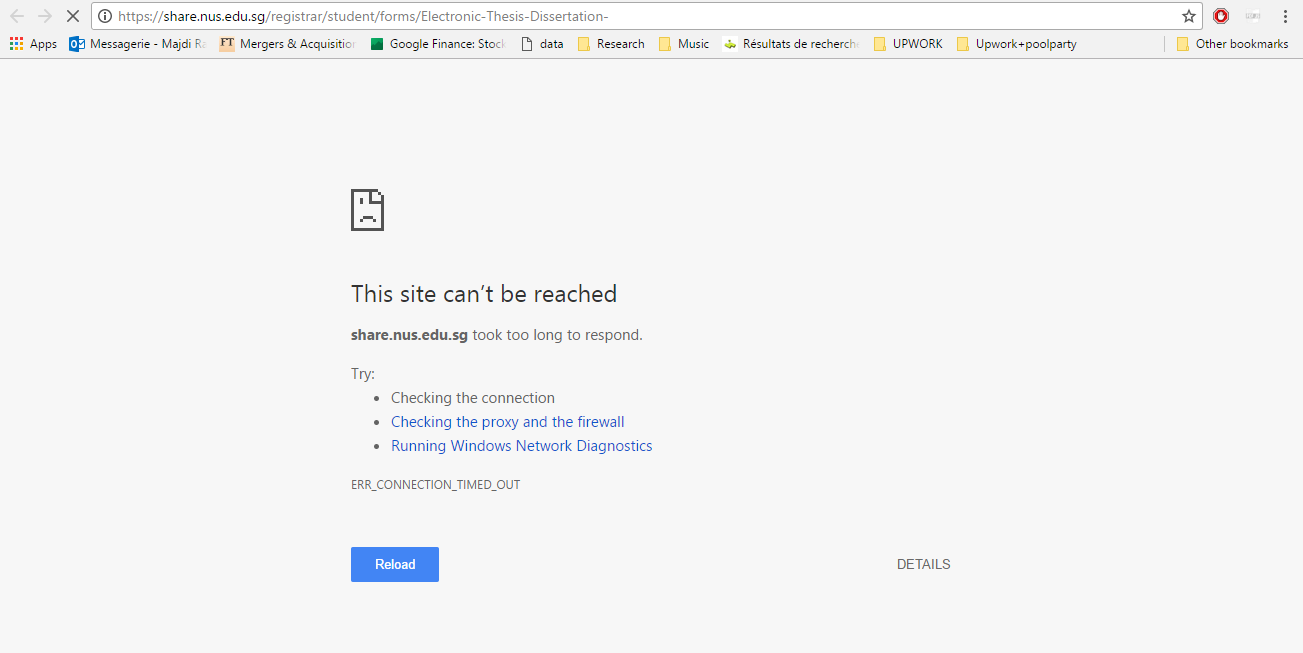 https://share.nus.edu.sg/registrar/student/forms/Electronic-Thesis-Dissertation-
Apps Messagerie - Majdi Ra FT Mergers & Acquisition Google Finance: Stock data Research Music Résultats de recherche UPWORK Upwork+poolparty Other bookmarks
This site can’t be reached
share.nus.edu.sg took too long to respond.
Try:
• Checking the connection
• Checking the proxy and the firewall
• Running Windows Network Diagnostics
ERR_CONNECTION_TIMED_OUT
Reload DETAILS